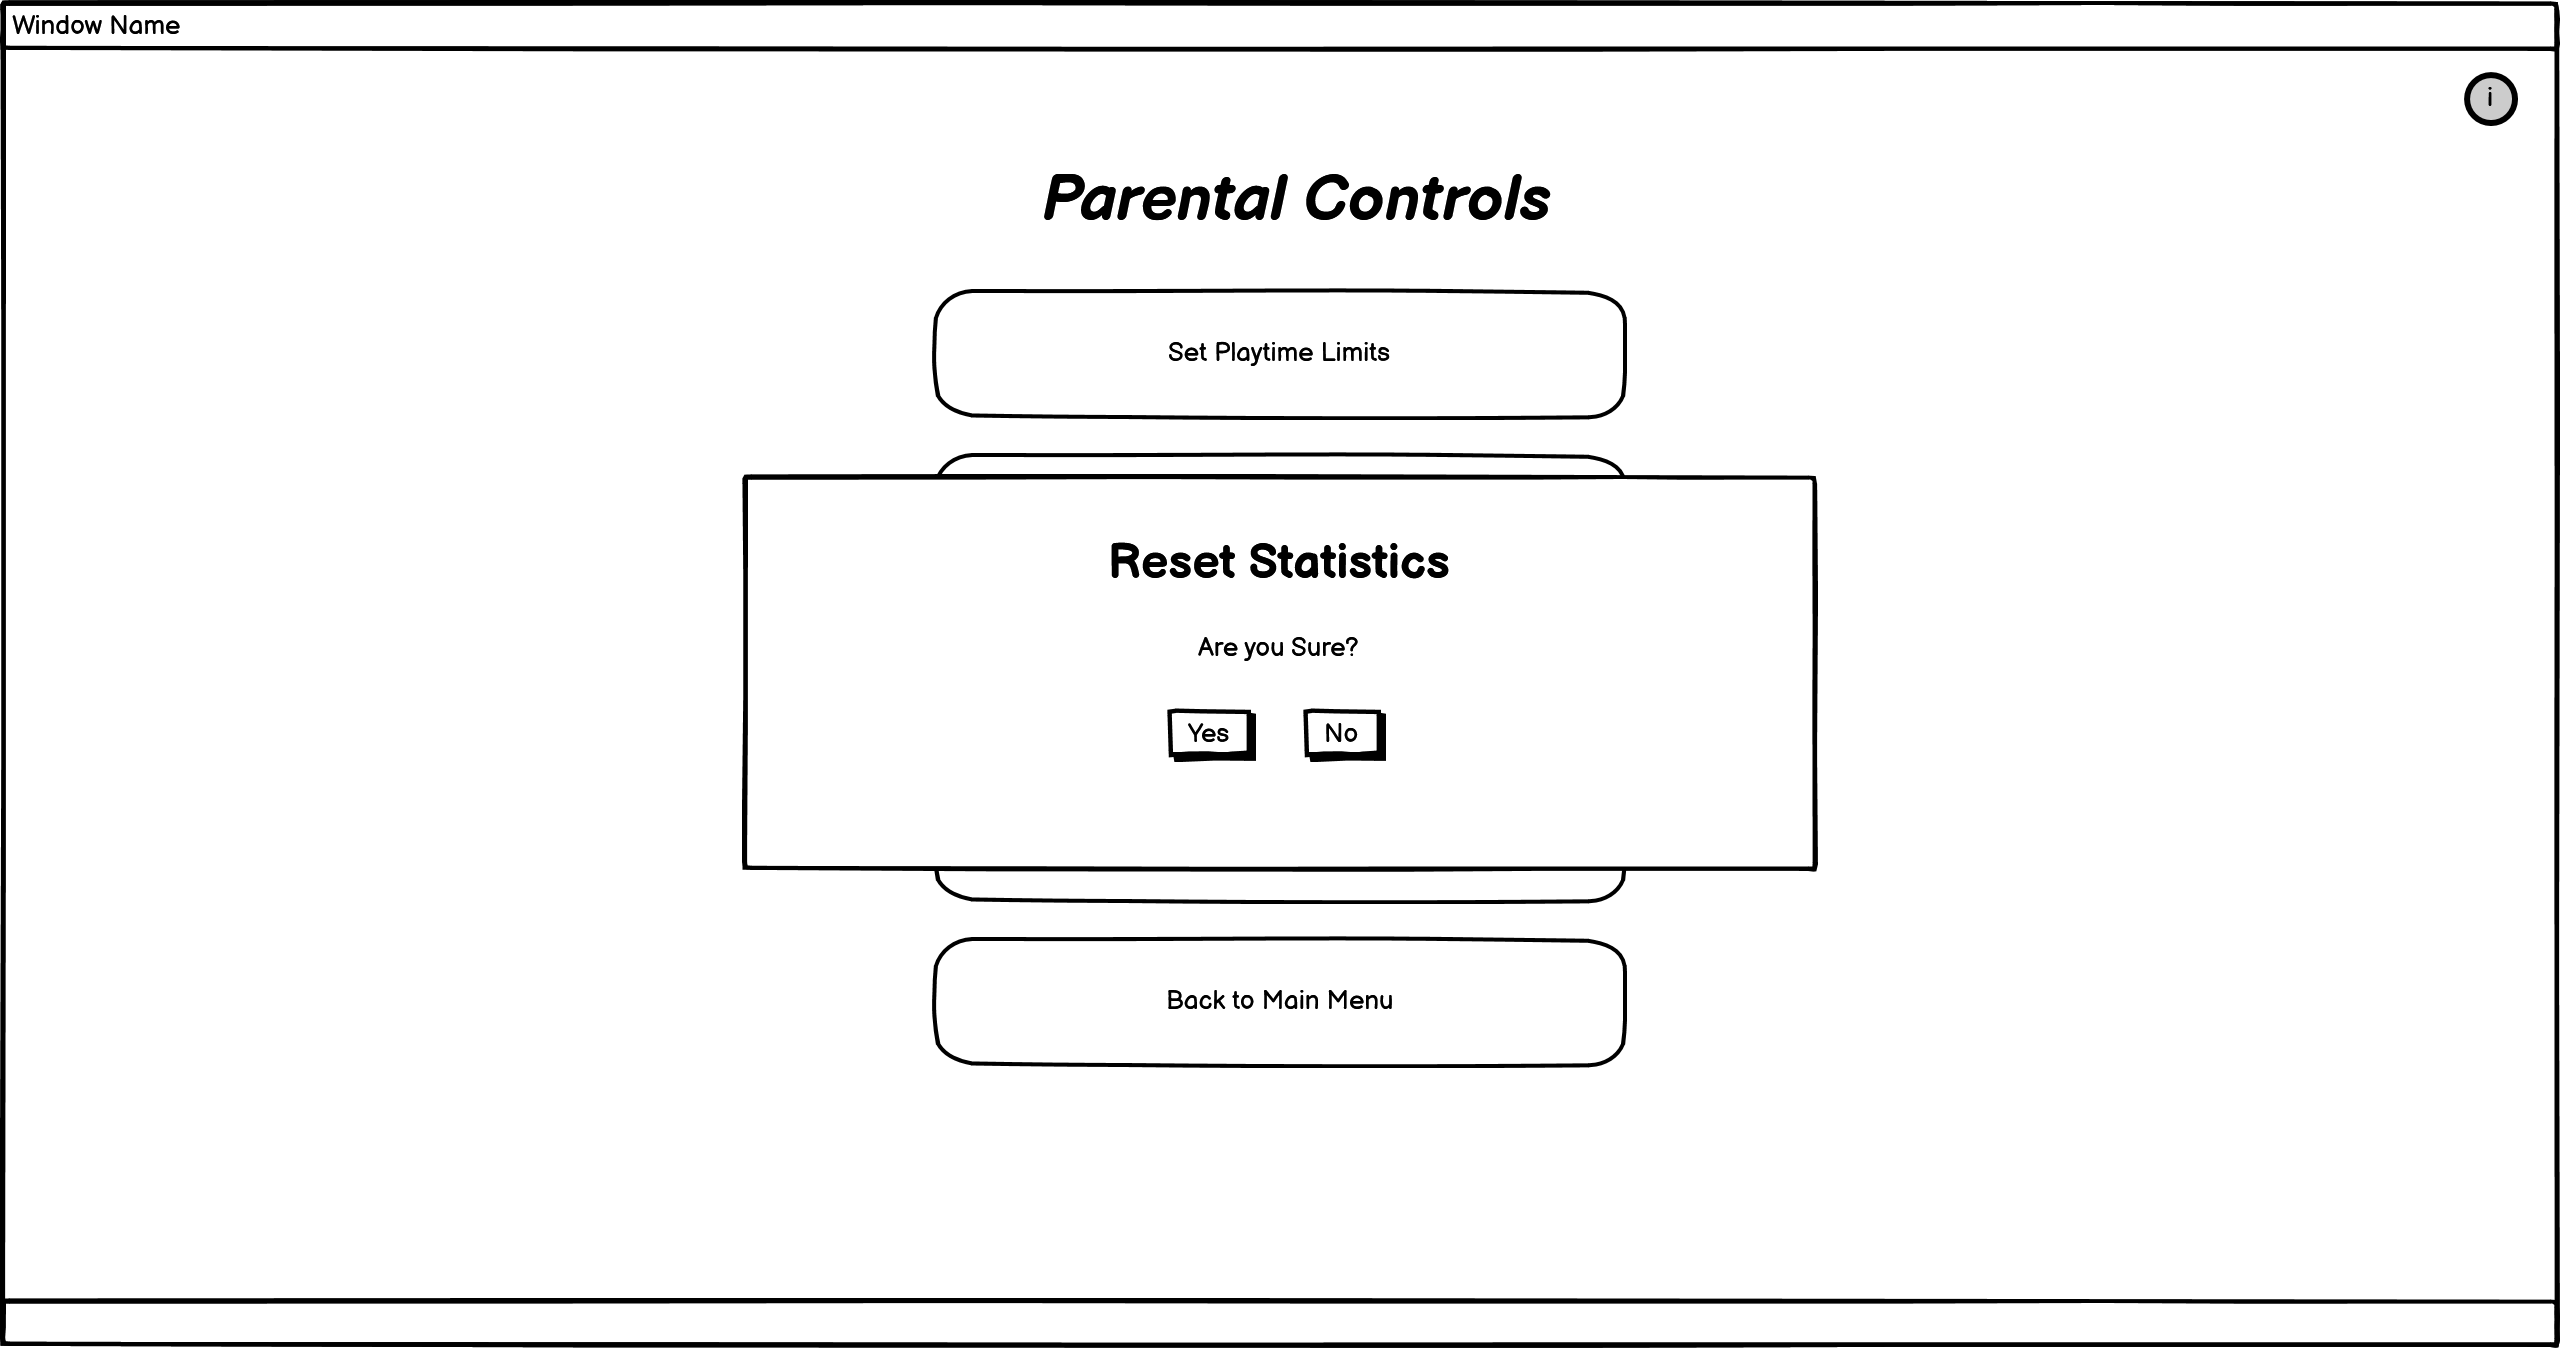 Window Name
i
Parental Controls
Set Playtime Limits
Reset Statistics
Are you Sure?
Yes No
Back to Main Menu